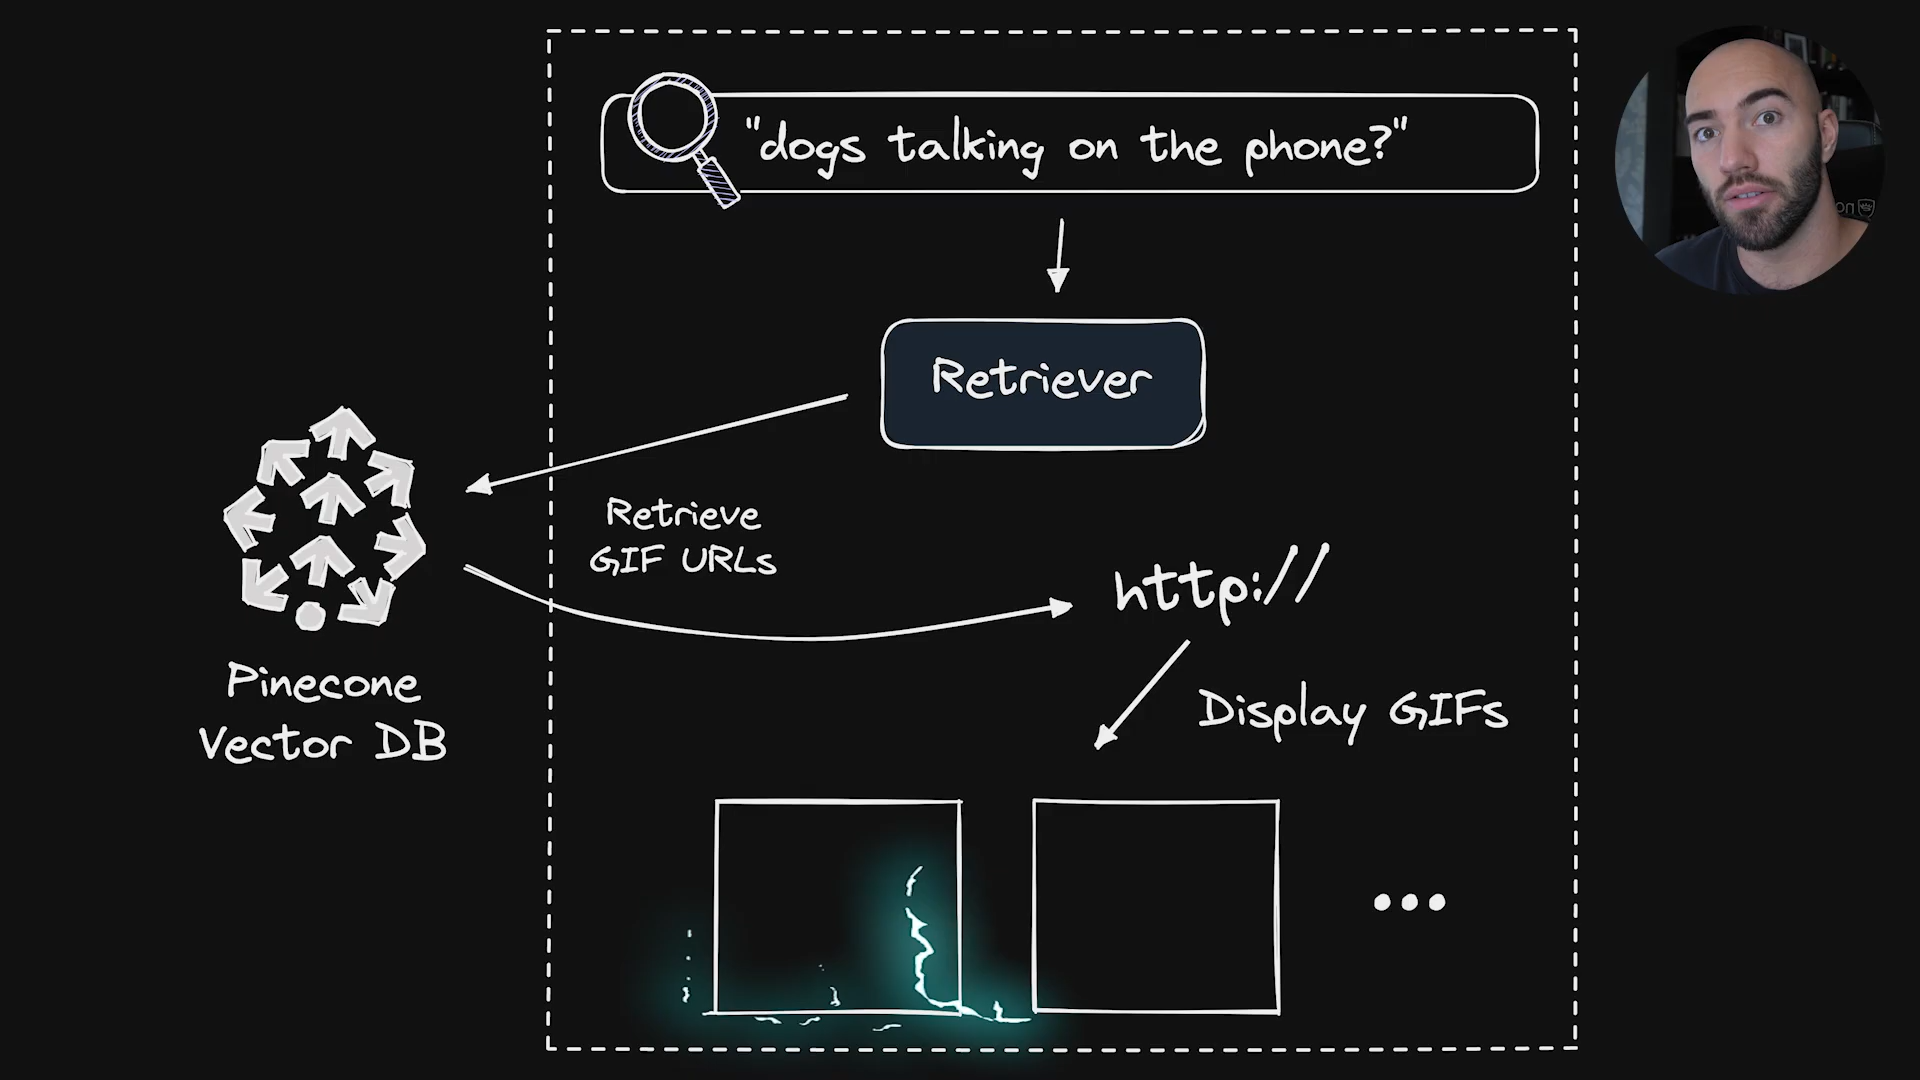 "dogs talking on the phone?"
Retriever
Retrieve
GIF URLs
http://
Pinecone
Vector DB
Display GIFs